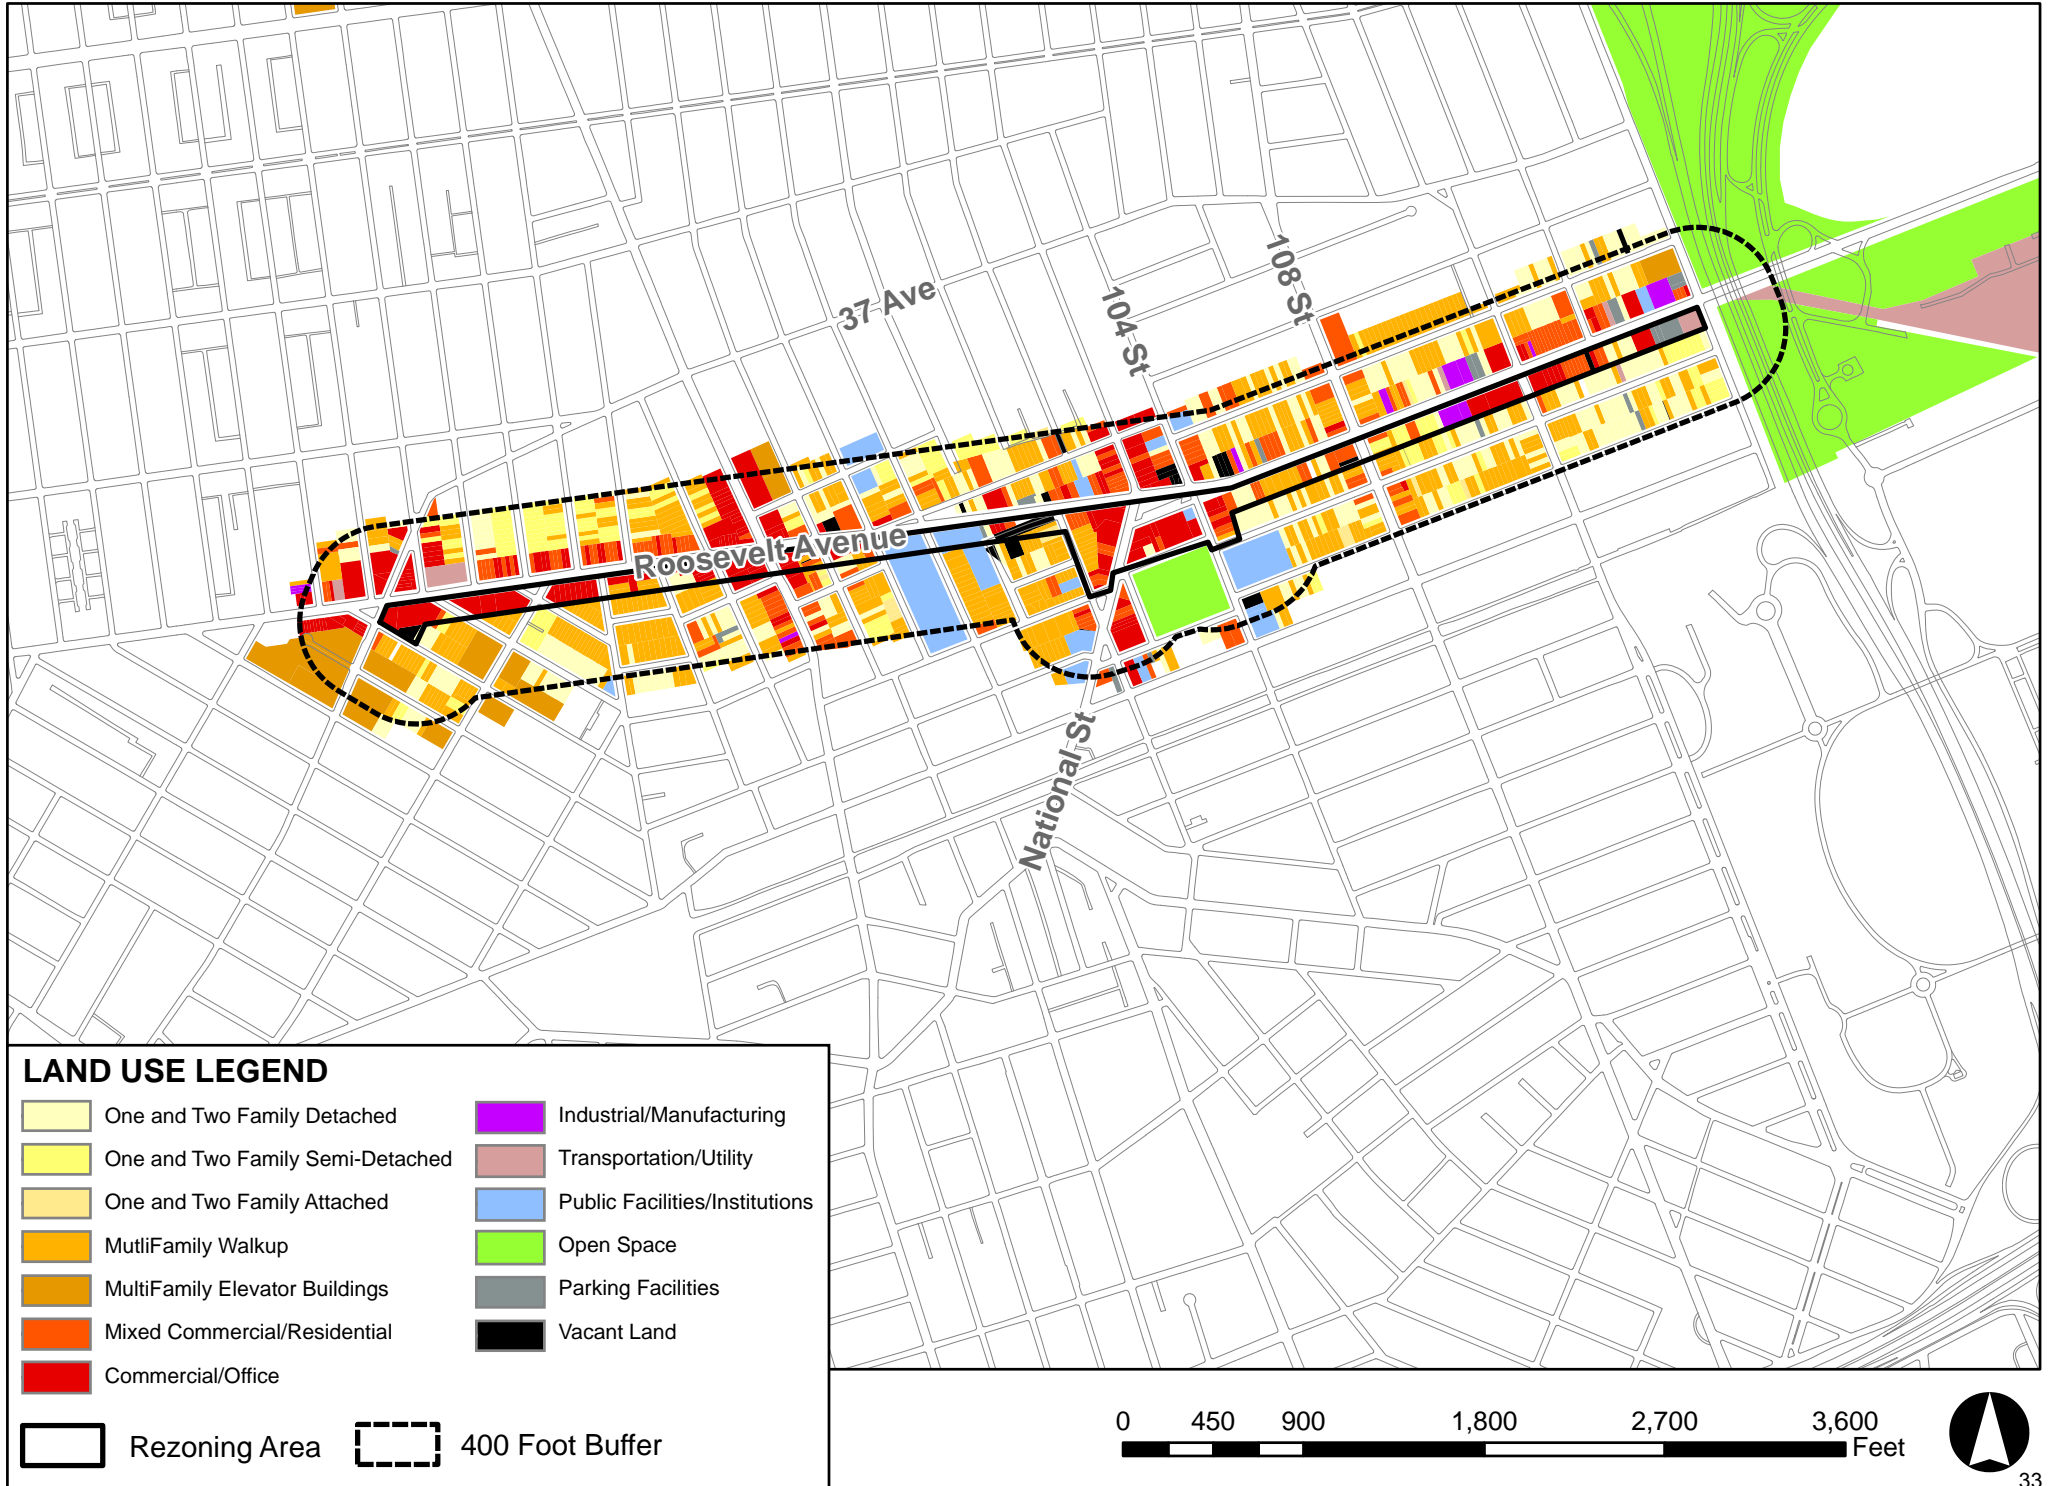 108 St
37 Ave
104 St
Roosevelt Avenue
National St
LAND USE LEGEND
One and Two Family Detached
One and Two Family Semi-Detached
One and Two Family Attached
MutliFamily Walkup
MultiFamily Elevator Buildings
Mixed Commercial/Residential
Commercial/Office
Industrial/Manufacturing
Transportation/Utility
Public Facilities/Institutions
Open Space
Parking Facilities
Vacant Land
Rezoning Area
400 Foot Buffer
0 450 900 1,800 2,700 3,600
Feet
33